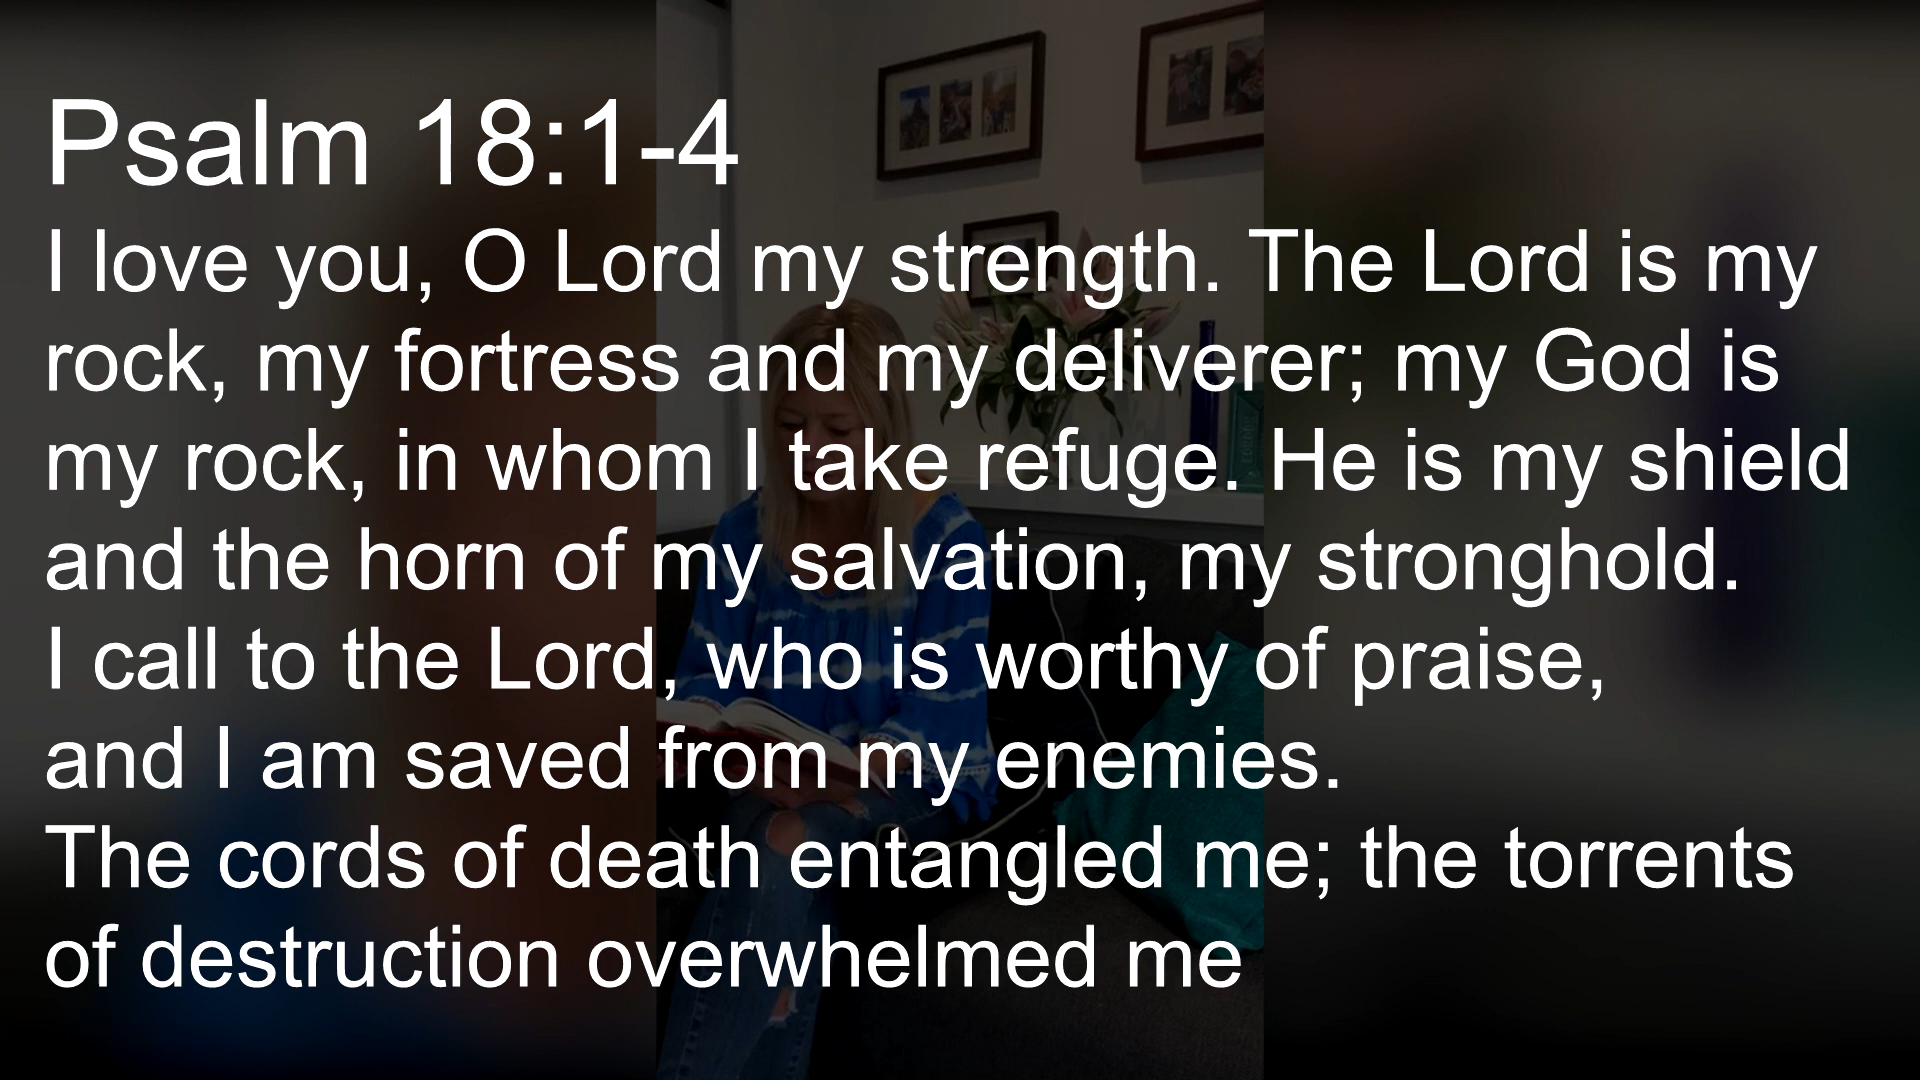 Psalm 18:1-4
I love you, O Lord my strength. The Lord is my
rock, my fortress and my deliverer; my God is
my rock, in whom I take refuge. He is my shield
and the horn of my salvation, my stronghold.
I call to the Lord, who is worthy of praise,
and I am saved from my enemies.
The cords of death entangled me; the torrents
of destruction overwhelmed me